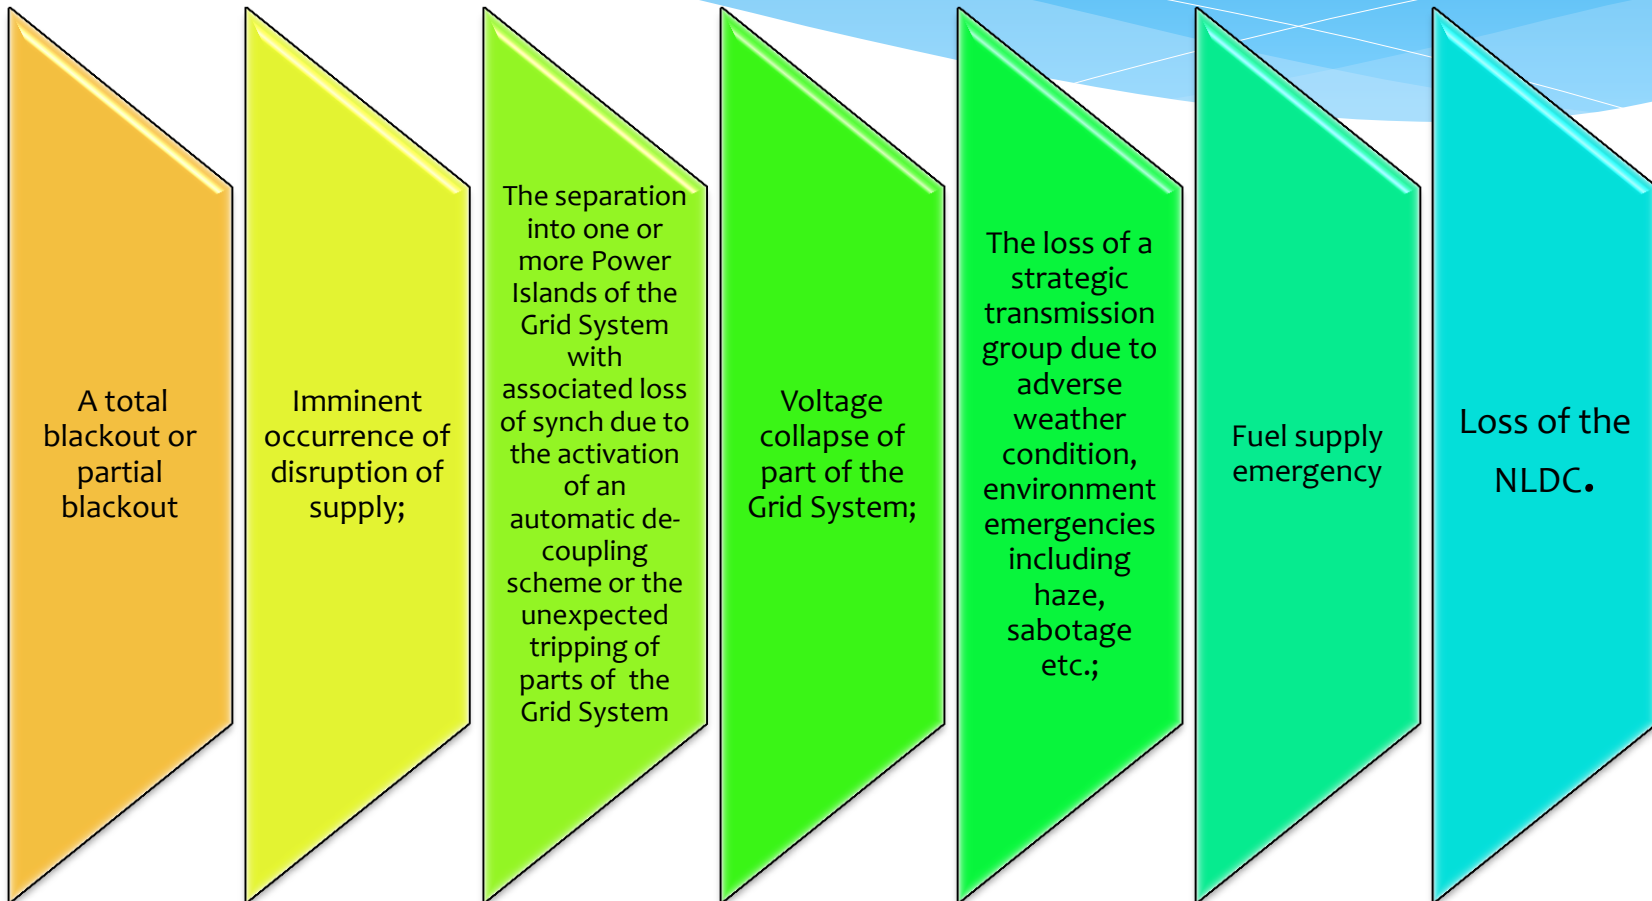 A total
blackout or
partial
blackout
Imminent
occurrence of
disruption of
supply;
The separation
into one or
more Power
Islands of the
Grid System
with
associated loss
of synch due to
the activation
of an
automatic de-
coupling
scheme or the
unexpected
tripping of
parts of the
Grid System
Voltage
collapse of
part of the
Grid System;
The loss of a
strategic
transmission
group due to
adverse
weather
condition,
environment
emergencies
including
haze,
sabotage
etc.;
Fuel supply
emergency
Loss of the
NLDC.